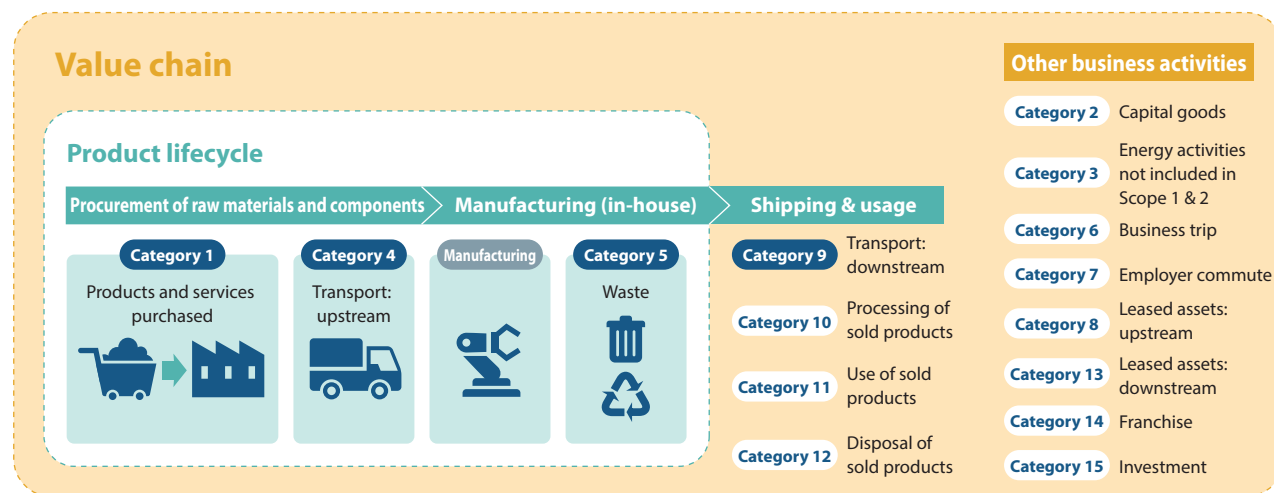 Value chain
Product lifecycle
Procurement of raw materials and components
Manufacturing (in-house)
Shipping & usage
Category 1
Products and services
purchased
Category 4
Transport:
upstream
Manufacturing
Category 5
Waste
Category 9
Transport:
downstream
Category 10
Processing of
sold products
Category 11
Use of sold
products
Category 12
Disposal of
sold products
Other business activities
Category 2
Capital goods
Category 3
Energy activities
not included in
Scope 1 & 2
Category 6
Business trip
Category 7
Employer commute
Category 8
Leased assets:
upstream
Category 13
Leased assets:
downstream
Category 14
Franchise
Category 15
Investment